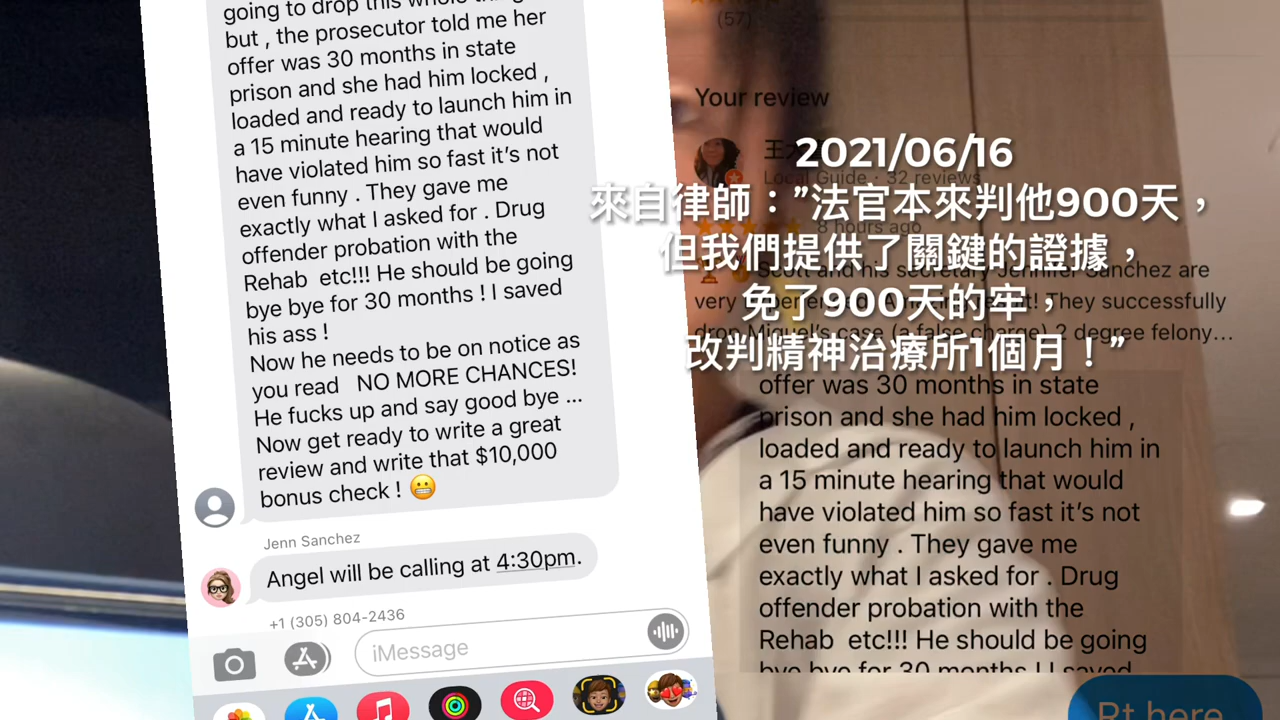 going to drop this whole thing
but , the prosecutor told me her
offer was 30 months in state
prison and she had him locked ,
loaded and ready to launch him in
a 15 minute hearing that would
have violated him so fast it's not
even funny . They gave me
exactly what I asked for . Drug
offender probation with the
Rehab etc!!! He should be going
bye bye for 30 months ! I saved
his ass !
Now he needs to be on notice as
you read NO MORE CHANCES!
He fucks up and say good bye ...
Now get ready to write a great
review and write that $10,000
bonus check ! 😬
Jenn Sanchez
Angel will be calling at 4:30pm.
+1 (305) 804-2436
iMessage
(57)
Your review
王
Local Guide · 32 reviews
8 hours ago
Scott and his secretary Jennifer Sanchez are
very experienced. They successfully
drop Miguel's case (a false charge) 2 degree felony...
2021/06/16
來自律師："法官本來判他900天，
但我們提供了關鍵的證據，
免了900天的牢，
改判精神治療所1個月！"
offer was 30 months in state
prison and she had him locked ,
loaded and ready to launch him in
a 15 minute hearing that would
have violated him so fast it's not
even funny . They gave me
exactly what I asked for . Drug
offender probation with the
Rehab etc!!! He should be going
bye bye for 30 months ! I saved
Rt here